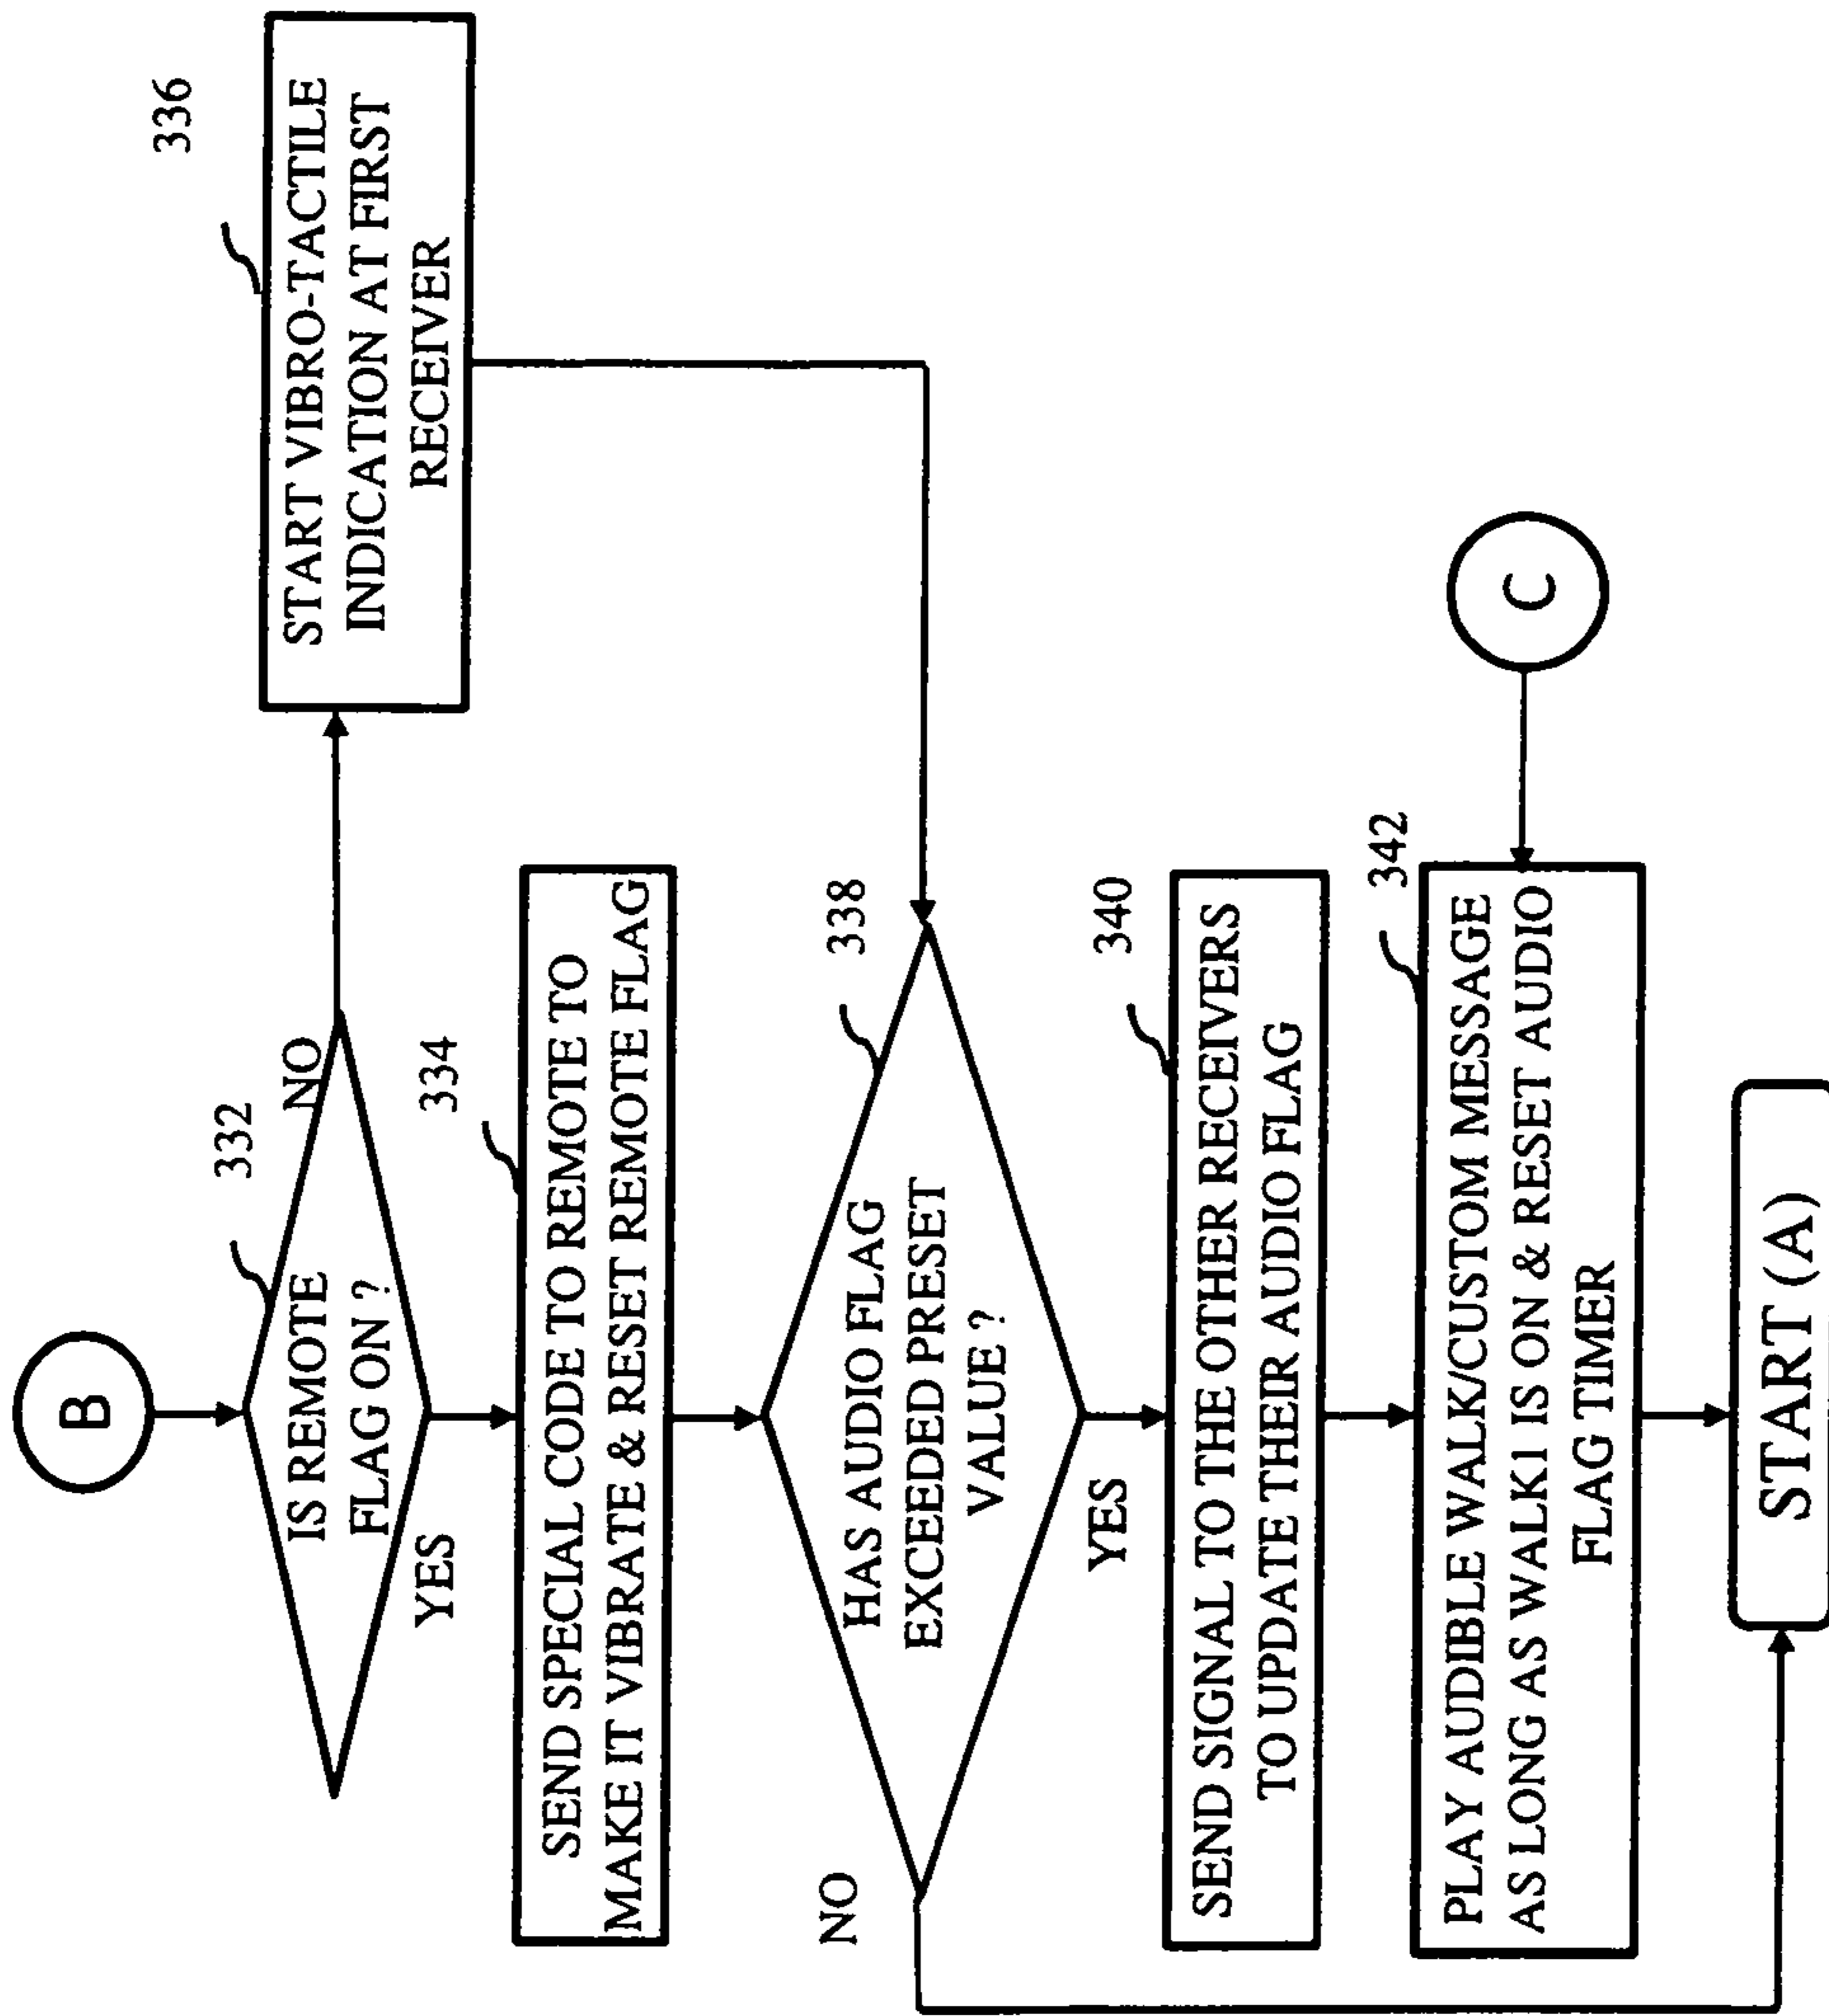 B
332
IS REMOTE
FLAG ON ?
NO
YES
336
START VIBRO-TACTILE
INDICATION AT FIRST
RECEIVER
334
SEND SPECIAL CODE TO REMOTE TO
MAKE IT VIBRATE & RESET REMOTE FLAG
338
HAS AUDIO FLAG
EXCEEDED PRESET
VALUE ?
NO
YES
340
SEND SIGNAL TO THE OTHER RECEIVERS
TO UPDATE THEIR AUDIO FLAG
342
PLAY AUDIBLE WALK/CUSTOM MESSAGE
AS LONG AS WALK1 IS ON & RESET AUDIO
FLAG TIMER
C
START (A)